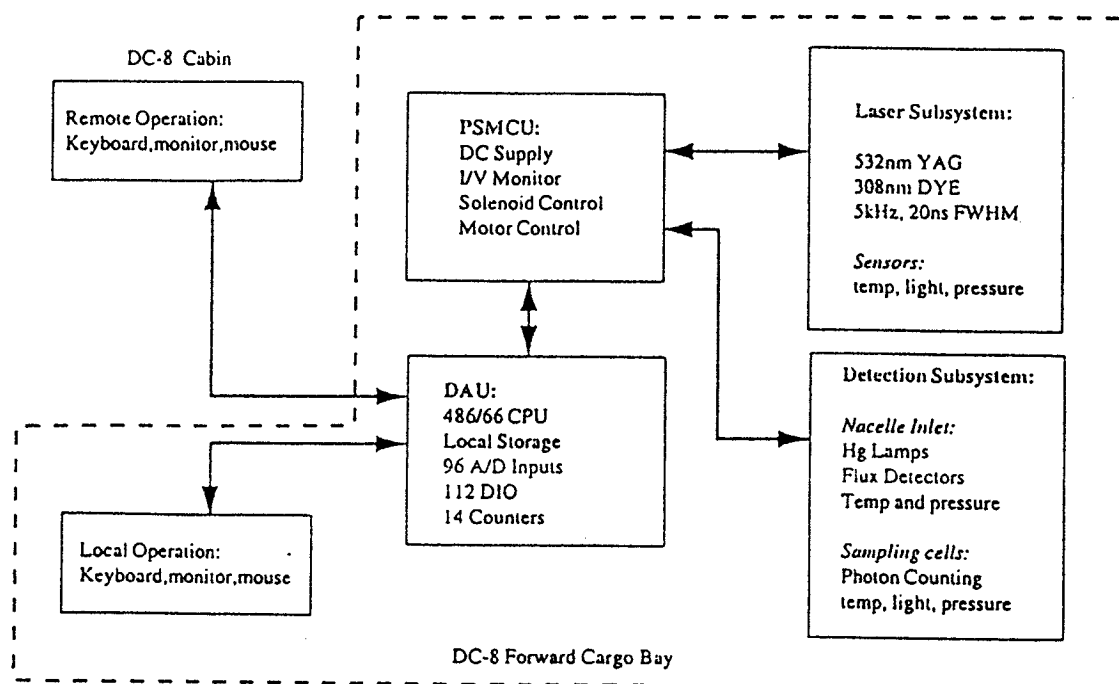 DC-8 Cabin
Remote Operation:
Keyboard,monitor,mouse
PSMCU:
DC Supply
I/V Monitor
Solenoid Control
Motor Control
Laser Subsystem:
532nm YAG
308nm DYE
5kHz, 20ns FWHM
Sensors:
temp, light, pressure
DAU:
486/66 CPU
Local Storage
96 A/D Inputs
112 DIO
14 Counters
Detection Subsystem:
Nacelle Inlet:
Hg Lamps
Flux Detectors
Temp and pressure
Sampling cells:
Photon Counting
temp, light, pressure
Local Operation:
Keyboard,monitor,mouse
DC-8 Forward Cargo Bay